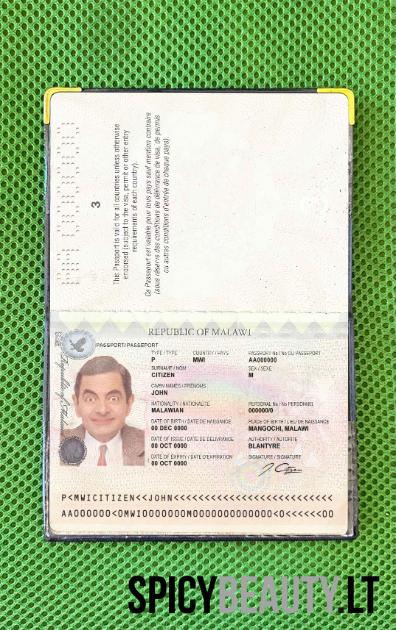 3
This Passport is valid for all countries unless otherwise
endorsed (subject to the visa, permit or other entry
requirements of each country).
Ce Passeport est valable pour tous pays sauf mention contraire
(sous réserve des conditions de délivrance de visa, de permis
ou autres conditions d'entrée de chaque pays).
REPUBLIC OF MALAWI
PASSPORT/PASSEPORT
TYPE / TYPE COUNTRY / PAYS PASSPORT No / No DU PASSEPORT
P MWI AA000000
SURNAME / NOM SEX / SEXE
CITIZEN M
GIVEN NAMES / PRÉNOMS
JOHN
NATIONALITY / NATIONALITÉ PERSONAL No / No PERSONNEL
MALAWIAN 000000/0
DATE OF BIRTH / DATE DE NAISSANCE PLACE OF BIRTH / LIEU DE NAISSANCE
00 DEC 0000 MANGOCHI, MALAWI
DATE OF ISSUE / DATE DE DÉLIVRANCE AUTHORITY / AUTORITÉ
00 OCT 0000 BLANTYRE
DATE OF EXPIRY / DATE D'EXPIRATION SIGNATURE / SIGNATURE
00 OCT 0000
P<MWICITIZEN<<JOHN<<<<<<<<<<<<<<<<<<<<<<<<<<
AA000000<0MWI0000000M0000000000000<0<<<<<<00
SPICYBEAUTY.LT